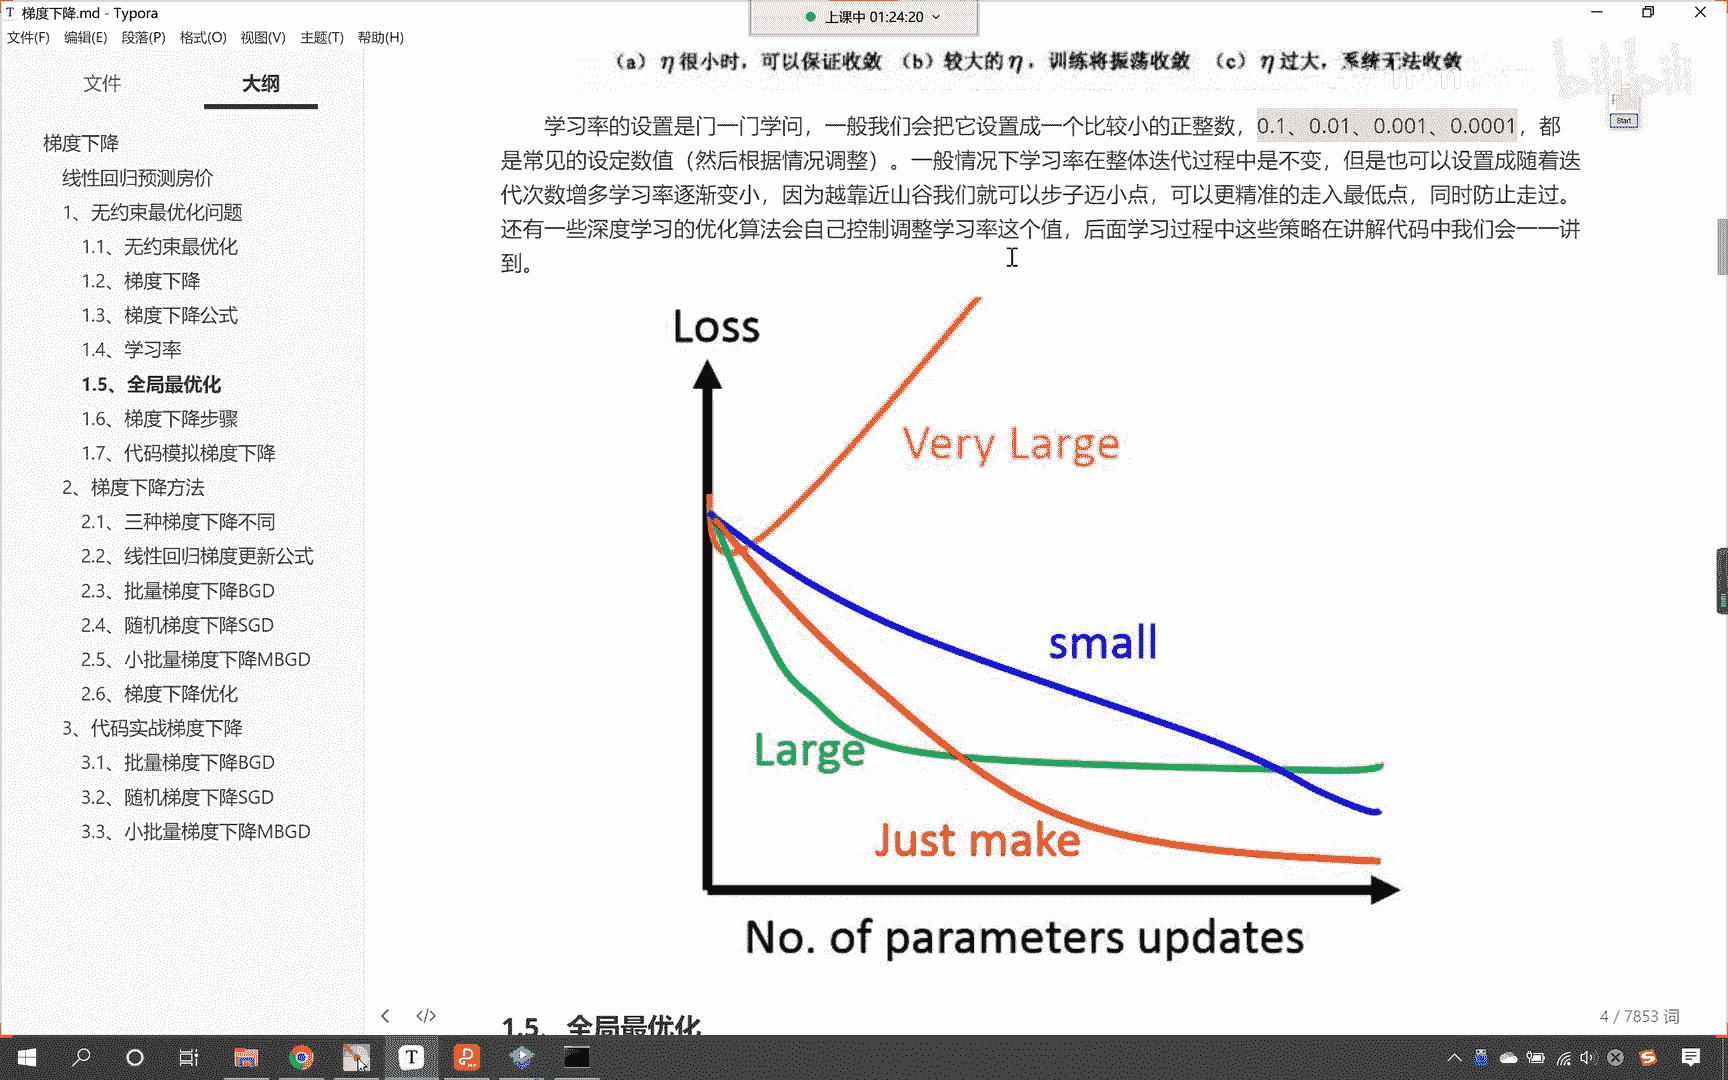 梯度下降.md - Typora
上课中 01:24:20
文件(F) 编辑(E) 段落(P) 格式(O) 视图(V) 主题(T) 帮助(H)
文件 大纲
梯度下降
线性回归预测房价
1、无约束最优化问题
1.1、无约束最优化
1.2、梯度下降
1.3、梯度下降公式
1.4、学习率
1.5、全局最优化
1.6、梯度下降步骤
1.7、代码模拟梯度下降
2、梯度下降方法
2.1、三种梯度下降不同
2.2、线性回归梯度更新公式
2.3、批量梯度下降BGD
2.4、随机梯度下降SGD
2.5、小批量梯度下降MBGD
2.6、梯度下降优化
3、代码实战梯度下降
3.1、批量梯度下降BGD
3.2、随机梯度下降SGD
3.3、小批量梯度下降MBGD
(a) η很小时，可以保证收敛 (b) 较大的η，训练将振荡收敛 (c) η过大，系统无法收敛
bilibili
Start
学习率的设置是门一门学问，一般我们会把它设置成一个比较小的正整数，0.1、0.01、0.001、0.0001，都
是常见的设定数值（然后根据情况调整）。一般情况下学习率在整体迭代过程中是不变，但是也可以设置成随着迭
代次数增多学习率逐渐变小，因为越靠近山谷我们就可以步子迈小点，可以更精准的走入最低点，同时防止走过。
还有一些深度学习的优化算法会自己控制调整学习率这个值，后面学习过程中这些策略在讲解代码中我们会一一讲
到。
Loss
Very Large
small
Large
Just make
No. of parameters updates
1.5、全局最优化
4 / 7853 词